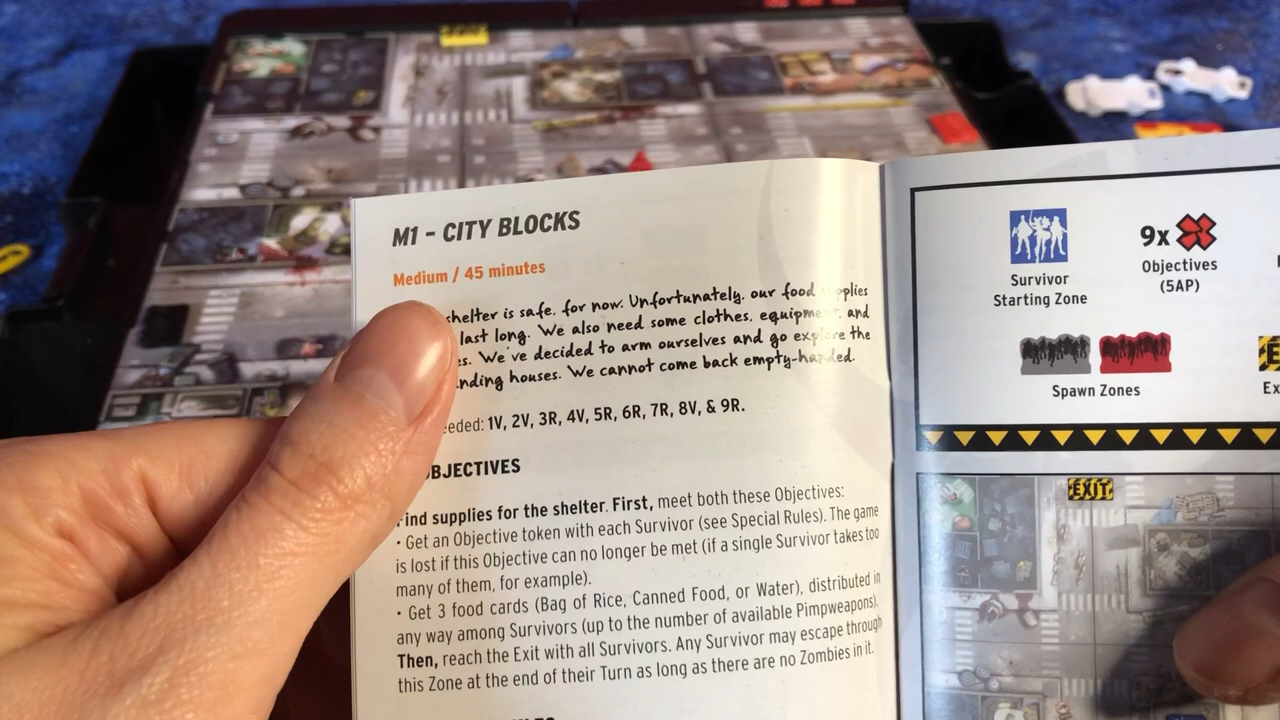 M1 - CITY BLOCKS
Medium / 45 minutes
shelter is safe, for now. Unfortunately, our food supplies
last long. We also need some clothes, equipment, and
We've decided to arm ourselves and go explore the
houses. We cannot come back empty-handed.
1V, 2V, 3R, 4V, 5R, 6R, 7R, 8V, & 9R.
OBJECTIVES
Find supplies for the shelter. First, meet both these Objectives:
• Get an Objective token with each Survivor (see Special Rules). The game
is lost if this Objective can no longer be met (if a single Survivor takes too
many of them, for example).
• Get 3 food cards (Bag of Rice, Canned Food, or Water), distributed in
any way among Survivors (up to the number of available Pimpweapons).
Then, reach the Exit with all Survivors. Any Survivor may escape through
this Zone at the end of their Turn as long as there are no Zombies in it.
Survivor
Starting Zone
9x
Objectives
(5AP)
Spawn Zones
EXIT